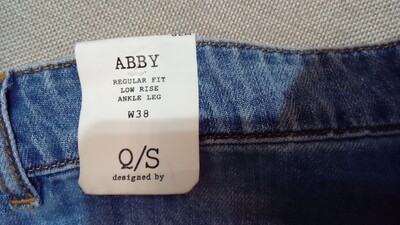 ABBY
REGULAR FIT
LOW RISE
ANKLE LEG
W38
Q/S
designed by